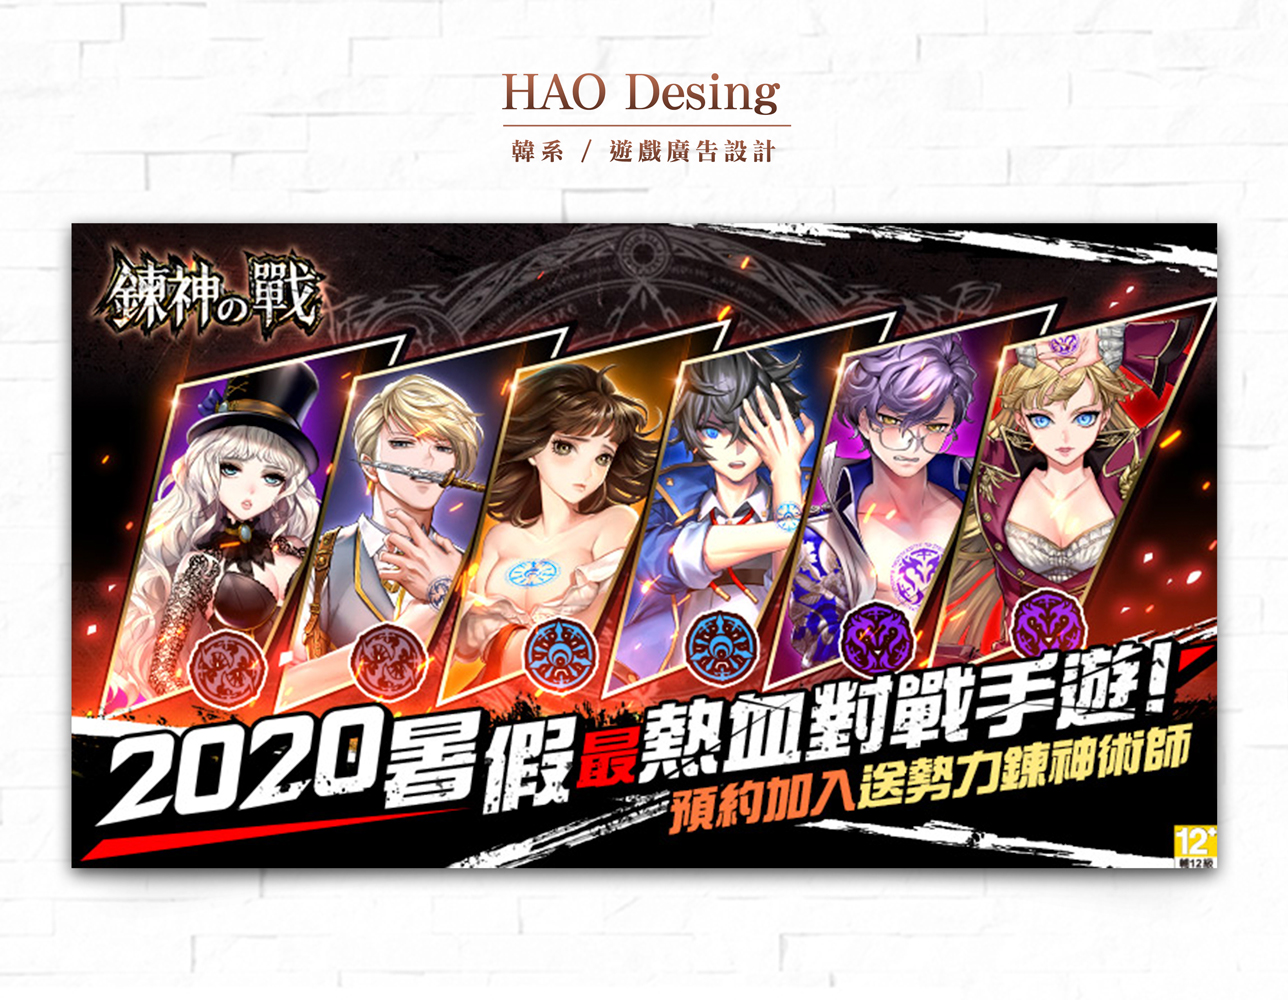 HAO Desing
韓系 / 遊戲廣告設計
鍊神の戰
2020暑假最熱血對戰手遊!
預約加入送勢力鍊神術師
12+
輔12級